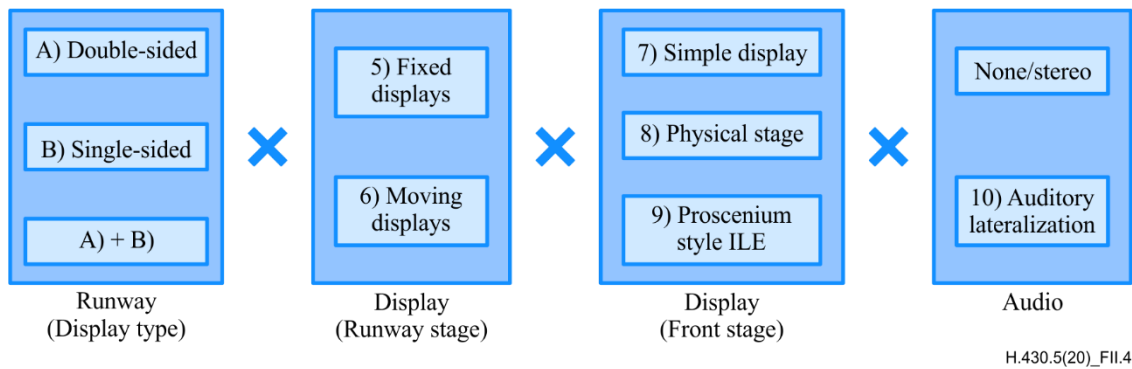 A) Double-sided
B) Single-sided
A) + B)
Runway
(Display type)
5) Fixed
displays
6) Moving
displays
Display
(Runway stage)
7) Simple display
8) Physical stage
9) Proscenium
style ILE
Display
(Front stage)
None/stereo
10) Auditory
lateralization
Audio
H.430.5(20)_FII.4